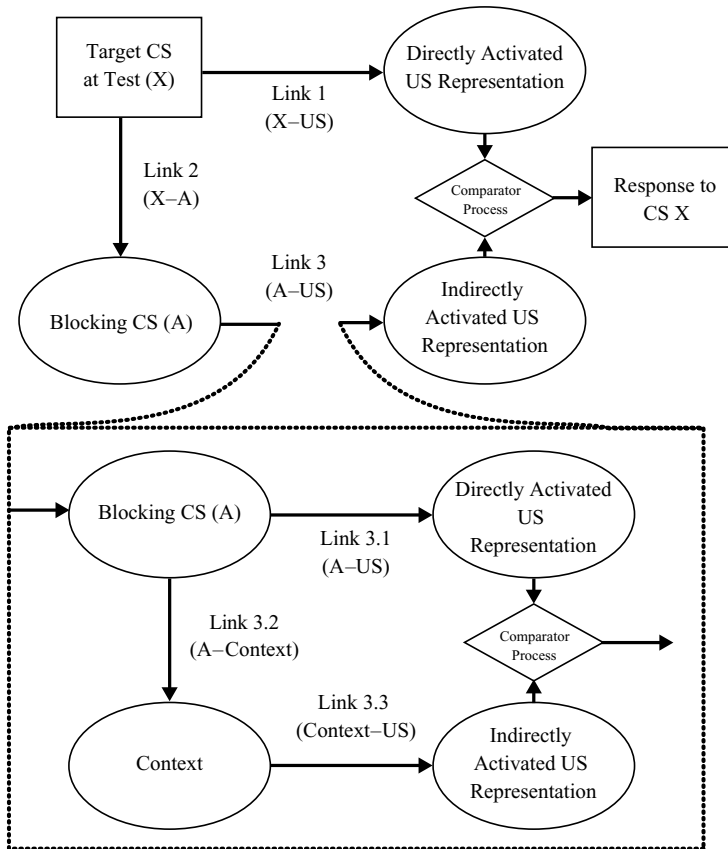 Target CS
at Test (X)
Link 1
(X–US)
Directly Activated
US Representation
Link 2
(X–A)
Comparator
Process
Response to
CS X
Blocking CS (A)
Link 3
(A–US)
Indirectly
Activated US
Representation
Blocking CS (A)
Link 3.1
(A–US)
Directly Activated
US
Representation
Link 3.2
(A–Context)
Comparator
Process
Context
Link 3.3
(Context–US)
Indirectly
Activated US
Representation